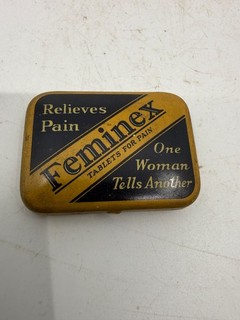 Relieves
Pain
Feminex
TABLETS FOR PAIN
One
Woman
Tells Another